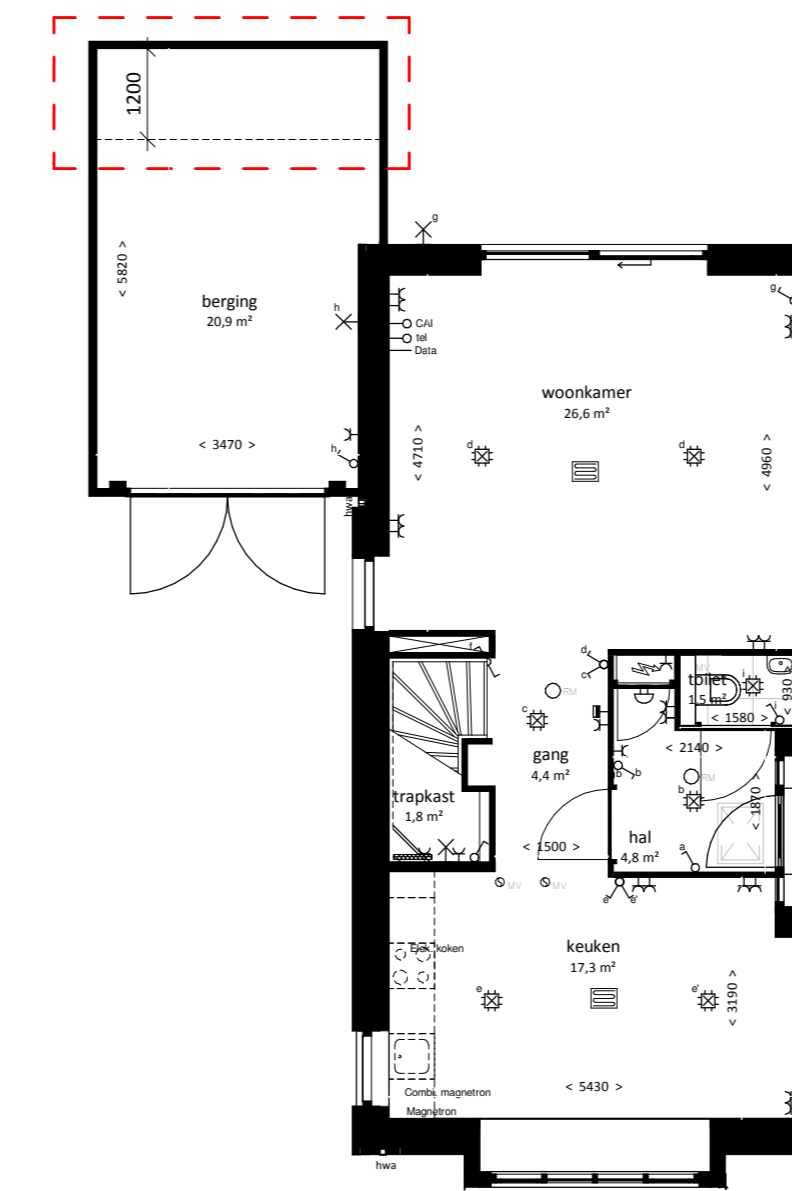 1200
g
< 5820 >
berging
20,9 m²
h
CAI
tel
Data
g
woonkamer
26,6 m²
< 3470 >
h,
< 4710 >
d
d
< 4960 >
hwa
f
d
c
RM
c
MV
toilet
1,5 m²
i
< 1580 >
i
< 930 >
gang
4,4 m²
< 2140 >
b
b
RM
b
< 1870 >
trapkast
1,8 m²
< 1500 >
hal
4,8 m²
a
MV
MV
e
e'
Elek. koken
keuken
17,3 m²
e
e'
< 3190 >
< 5430 >
Combi. magnetron
Magnetron
hwa